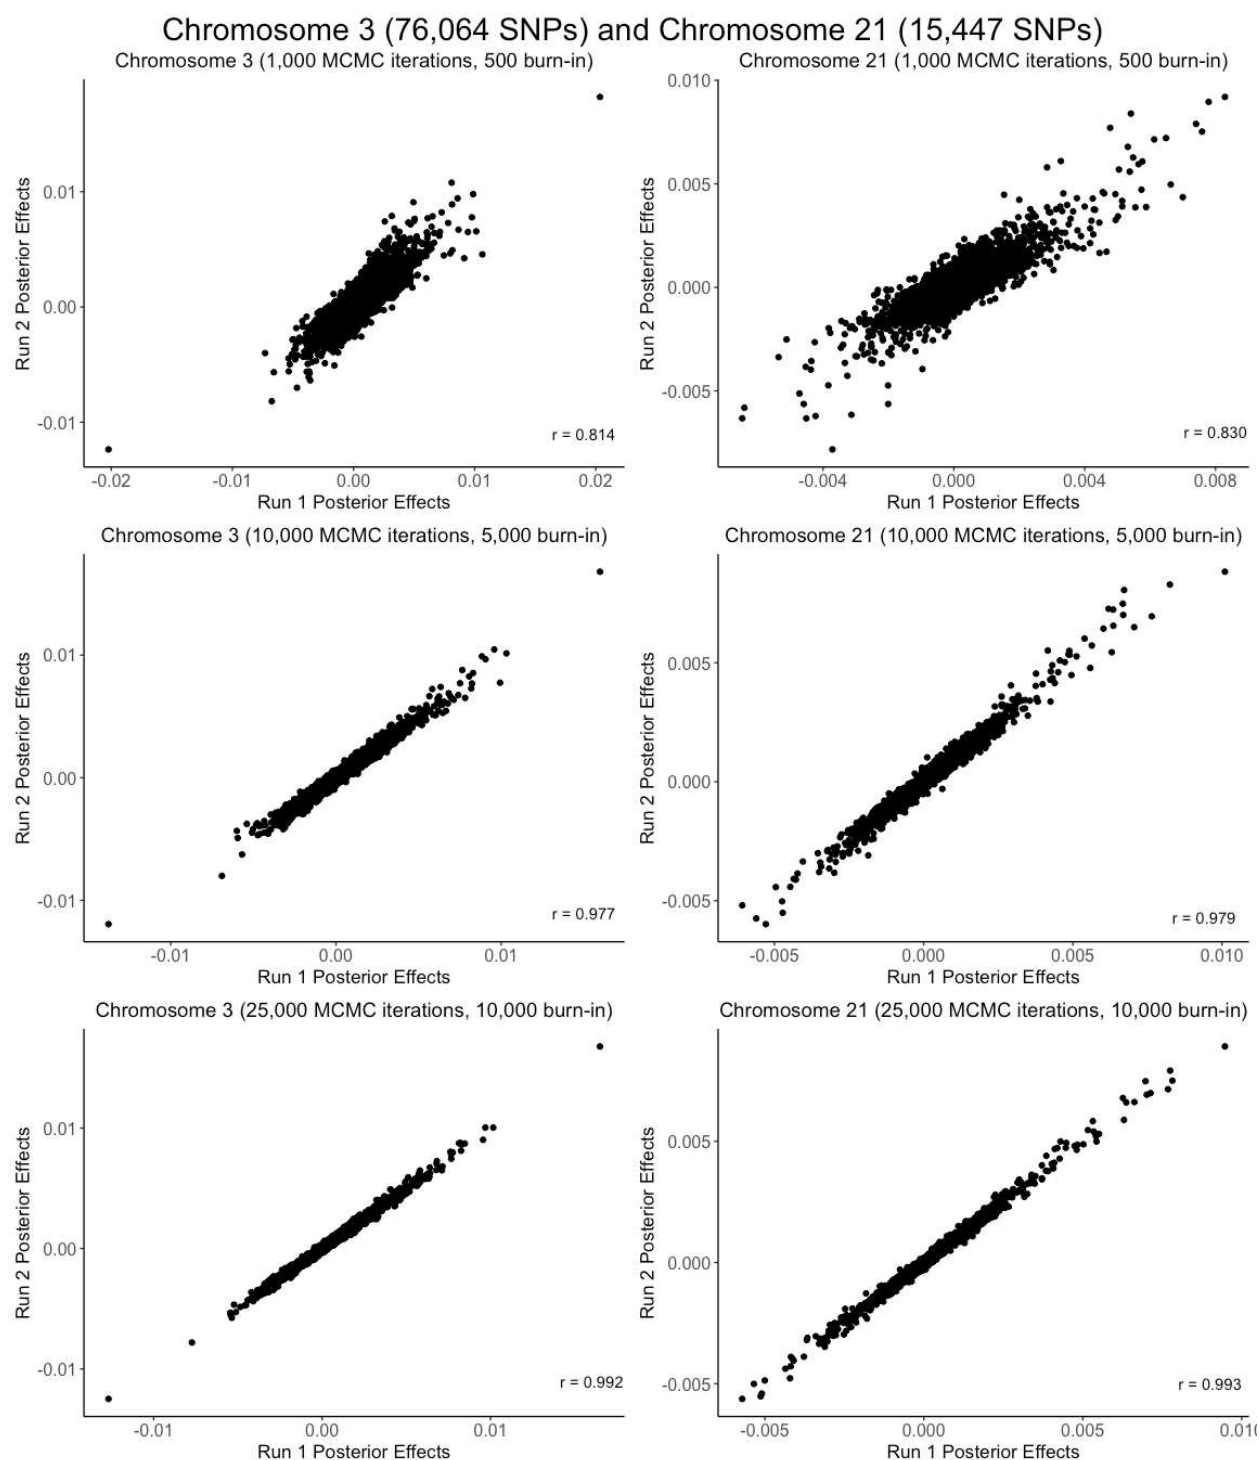 Chromosome 3 (76,064 SNPs) and Chromosome 21 (15,447 SNPs)
Chromosome 3 (1,000 MCMC iterations, 500 burn-in)
Run 2 Posterior Effects
0.01
0.00
-0.01
r = 0.814
-0.02 -0.01 0.00 0.01 0.02
Run 1 Posterior Effects
Chromosome 21 (1,000 MCMC iterations, 500 burn-in)
Run 2 Posterior Effects
0.010
0.005
0.000
-0.005
r = 0.830
-0.004 0.000 0.004 0.008
Run 1 Posterior Effects
Chromosome 3 (10,000 MCMC iterations, 5,000 burn-in)
Run 2 Posterior Effects
0.01
0.00
-0.01
r = 0.977
-0.01 0.00 0.01
Run 1 Posterior Effects
Chromosome 21 (10,000 MCMC iterations, 5,000 burn-in)
Run 2 Posterior Effects
0.005
0.000
-0.005
r = 0.979
-0.005 0.000 0.005 0.010
Run 1 Posterior Effects
Chromosome 3 (25,000 MCMC iterations, 10,000 burn-in)
Run 2 Posterior Effects
0.01
0.00
-0.01
r = 0.992
-0.01 0.00 0.01
Run 1 Posterior Effects
Chromosome 21 (25,000 MCMC iterations, 10,000 burn-in)
Run 2 Posterior Effects
0.005
0.000
-0.005
r = 0.993
-0.005 0.000 0.005 0.010
Run 1 Posterior Effects